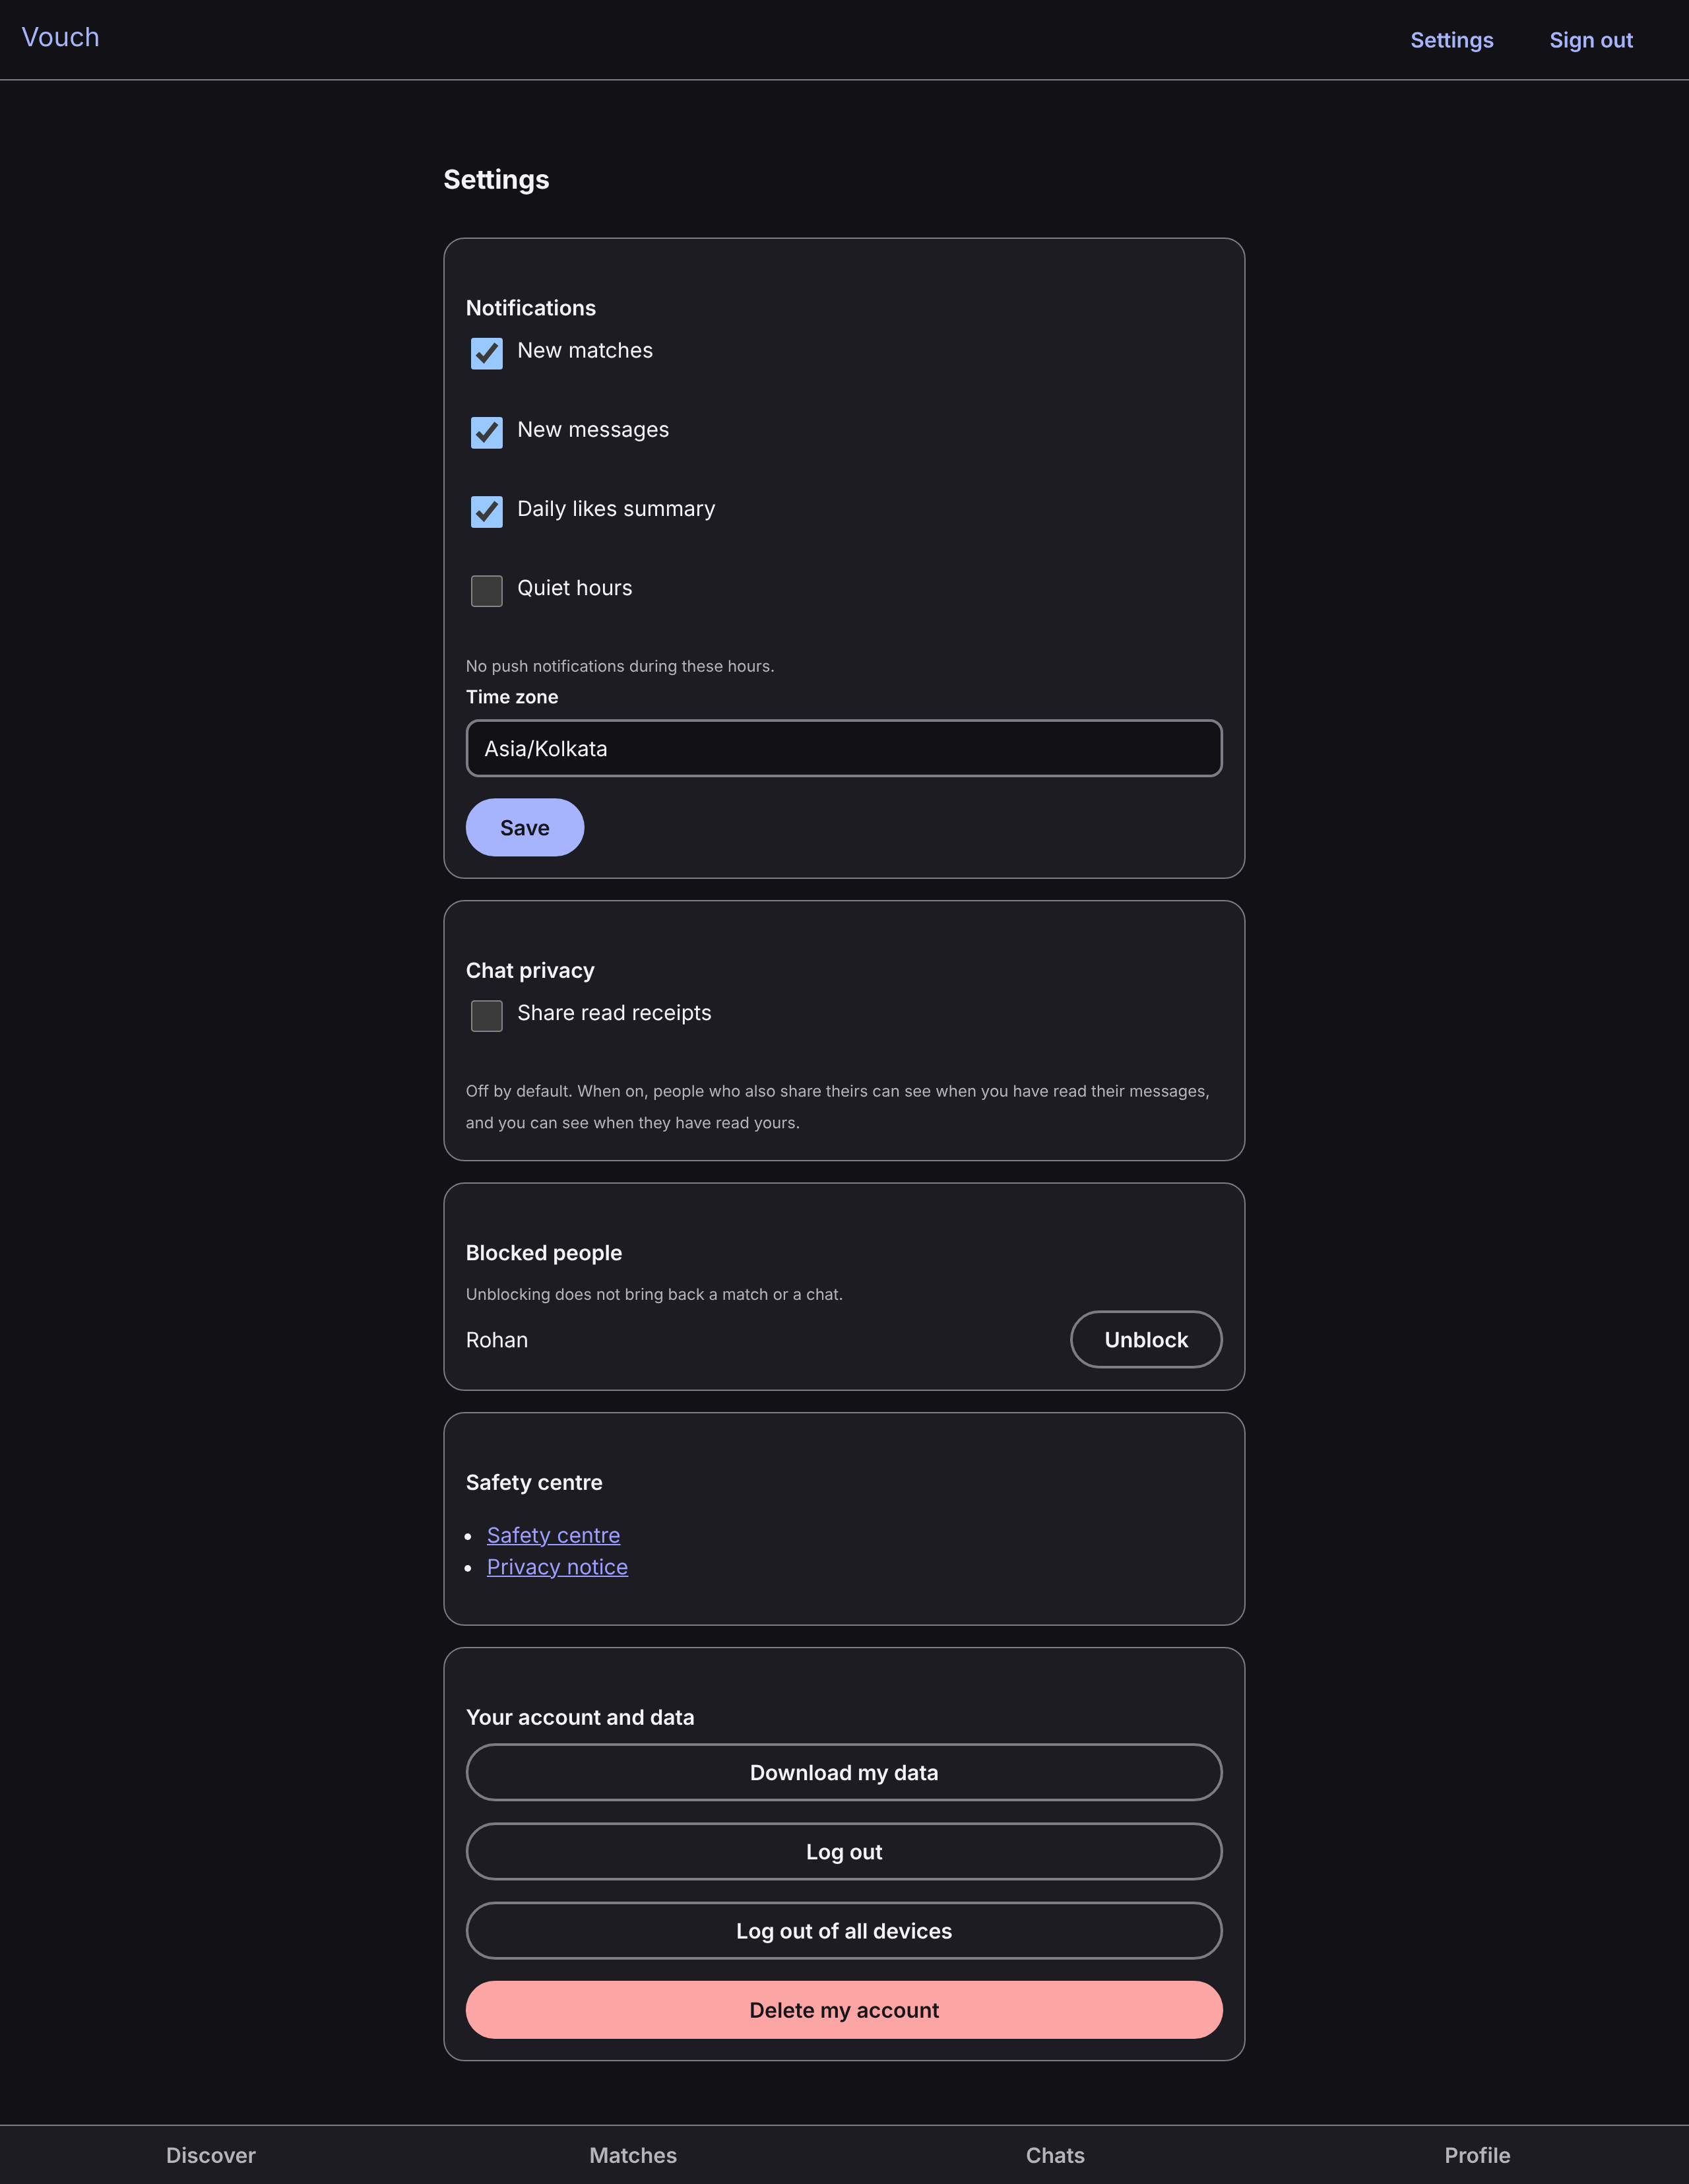 Vouch
Settings
Sign out
Settings
Notifications
New matches
New messages
Daily likes summary
Quiet hours
No push notifications during these hours.
Time zone
Asia/Kolkata
Save
Chat privacy
Share read receipts
Off by default. When on, people who also share theirs can see when you have read their messages,
and you can see when they have read yours.
Blocked people
Unblocking does not bring back a match or a chat.
Rohan
Unblock
Safety centre
Safety centre
Privacy notice
Your account and data
Download my data
Log out
Log out of all devices
Delete my account
Discover
Matches
Chats
Profile